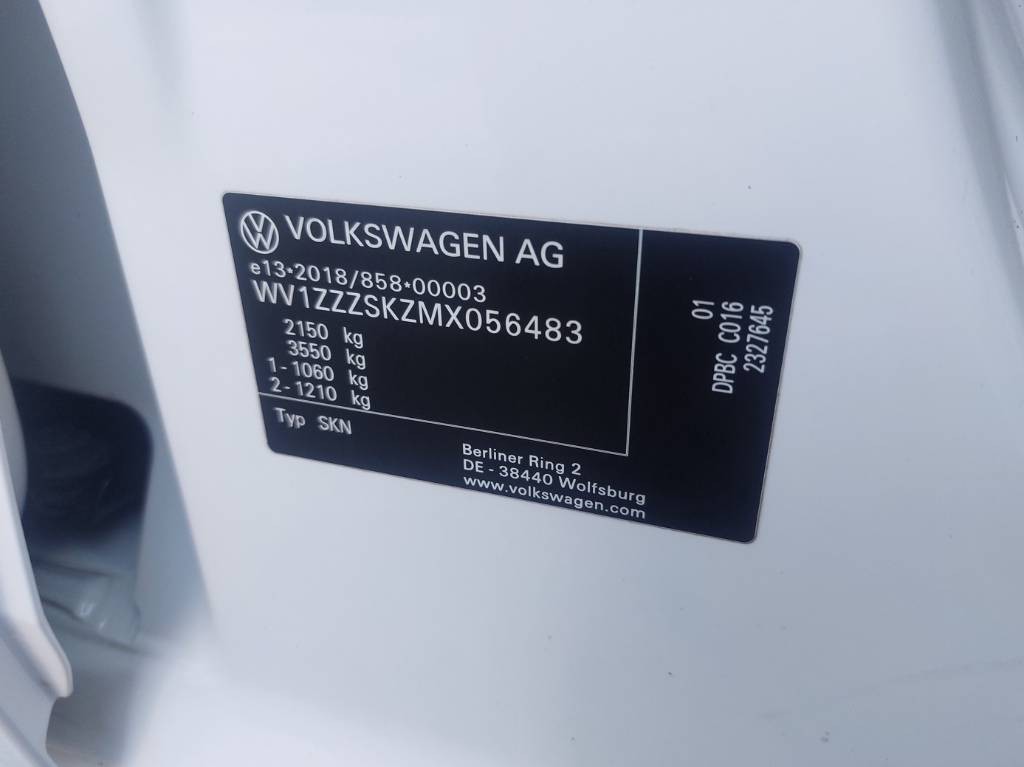 VOLKSWAGEN AG
e13*2018/858*00003
WV1ZZZSKZMX056483
2150 kg
3550 kg
1-1060 kg
2-1210 kg
Typ SKN
Berliner Ring 2
DE - 38440 Wolfsburg
www.volkswagen.com
01
DPBC C016
2327645